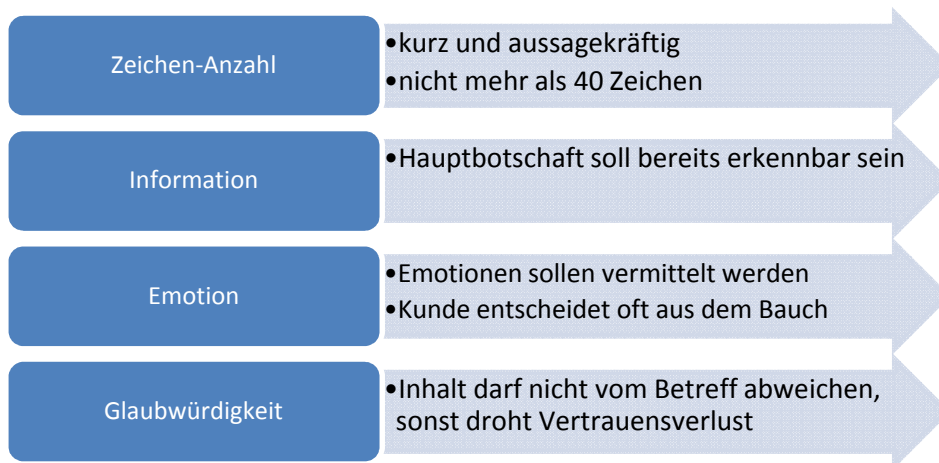 Zeichen-Anzahl
•kurz und aussagekräftig
•nicht mehr als 40 Zeichen
Information
•Hauptbotschaft soll bereits erkennbar sein
Emotion
•Emotionen sollen vermittelt werden
•Kunde entscheidet oft aus dem Bauch
Glaubwürdigkeit
•Inhalt darf nicht vom Betreff abweichen,
sonst droht Vertrauensverlust